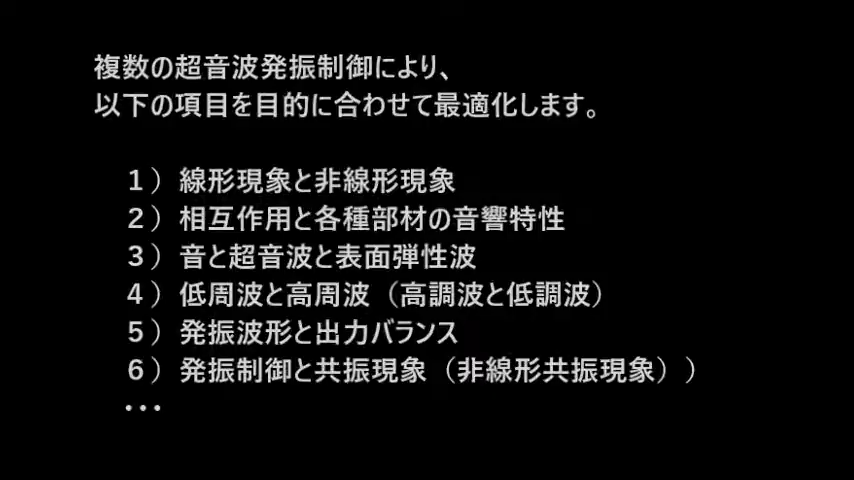 複数の超音波発振制御により、
以下の項目を目的に合わせて最適化します。
１）線形現象と非線形現象
２）相互作用と各種部材の音響特性
３）音と超音波と表面弾性波
４）低周波と高周波（高調波と低調波）
５）発振波形と出力バランス
６）発振制御と共振現象（非線形共振現象））
・・・